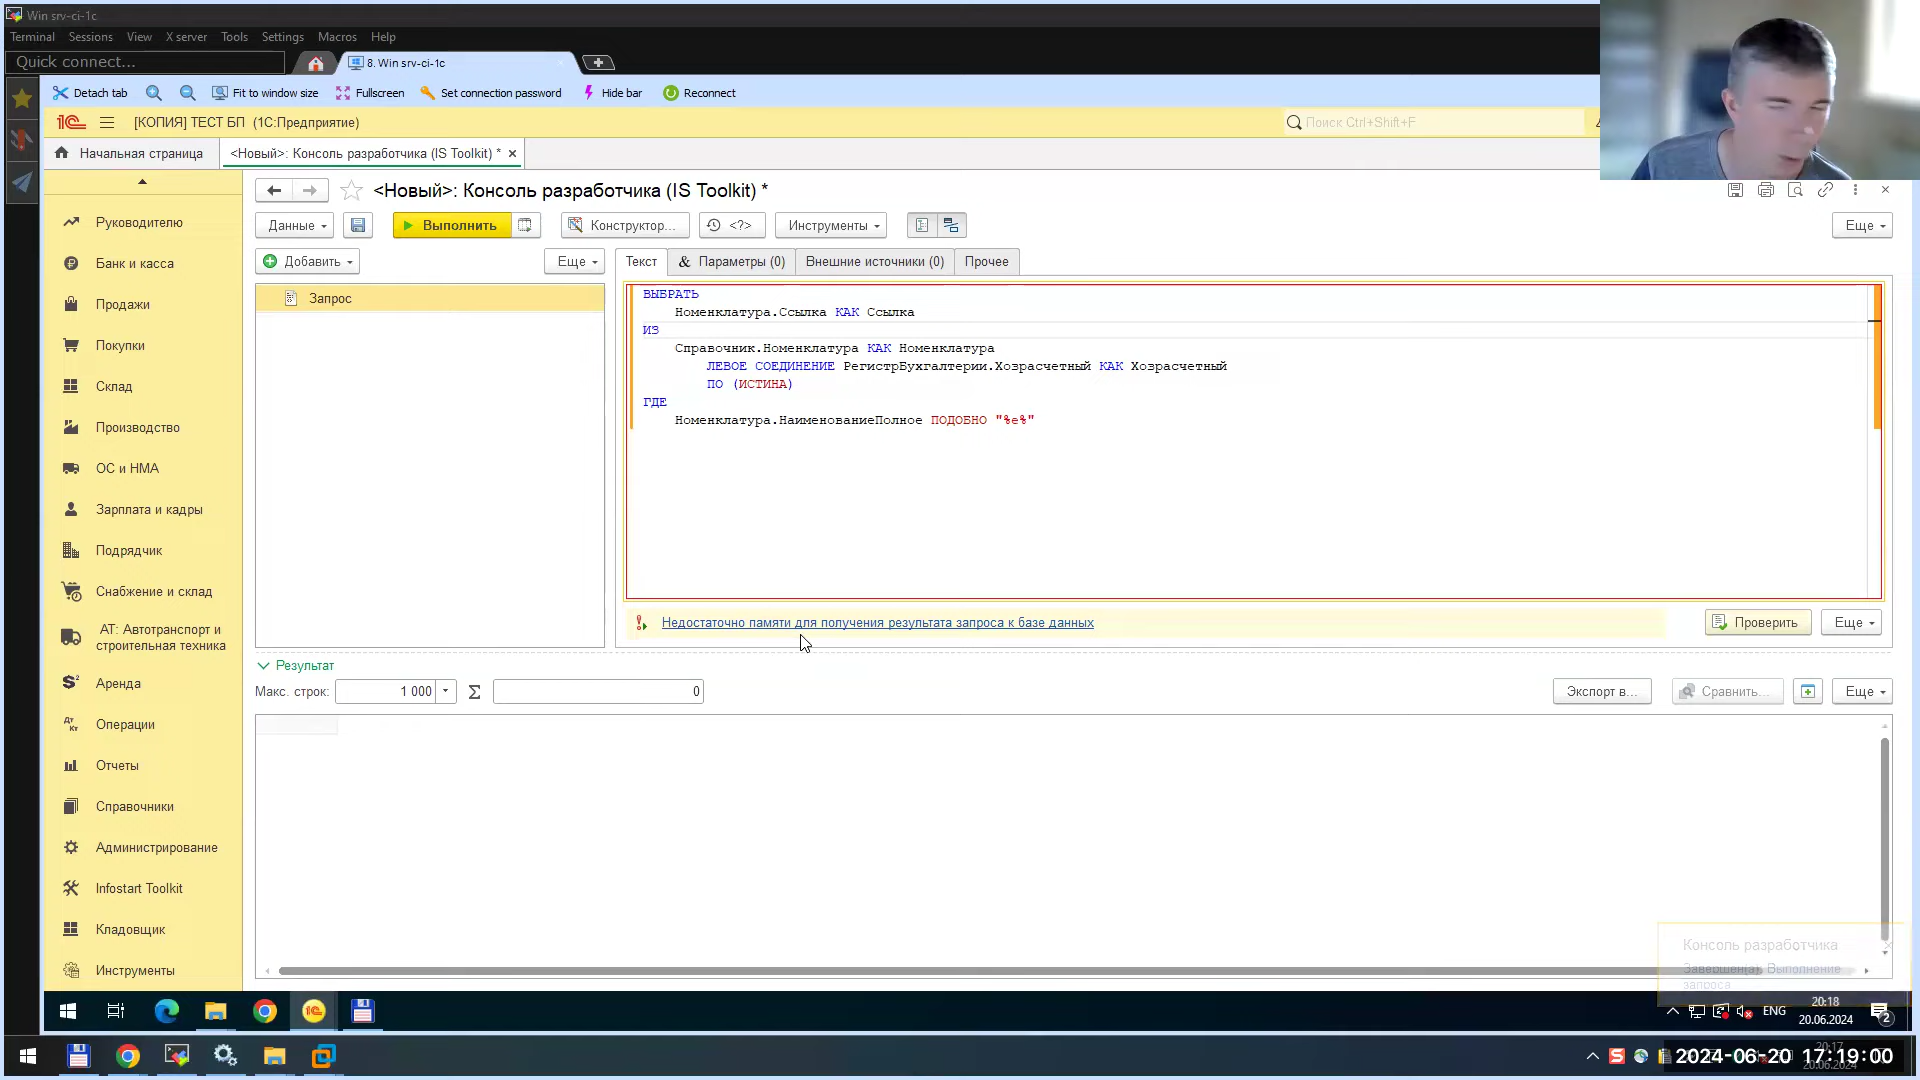 Win srv-ci-1c
Terminal Sessions View X server Tools Settings Macros Help
Quick connect...
8. Win srv-ci-1c
Detach tab Fit to window size Fullscreen Set connection password Hide bar Reconnect
[КОПИЯ] ТЕСТ БП (1С:Предприятие)
Поиск Ctrl+Shift+F
Начальная страница
<Новый>: Консоль разработчика (IS Toolkit) *
<Новый>: Консоль разработчика (IS Toolkit) *
Данные
Выполнить
Конструктор...
<?>
Инструменты
Еще
Добавить
Еще
Текст
Параметры (0)
Внешние источники (0)
Прочее
Запрос
ВЫБРАТЬ
Номенклатура.Ссылка КАК Ссылка
ИЗ
Справочник.Номенклатура КАК Номенклатура
ЛЕВОЕ СОЕДИНЕНИЕ РегистрБухгалтерии.Хозрасчетный КАК Хозрасчетный
ПО (ИСТИНА)
ГДЕ
Номенклатура.НаименованиеПолное ПОДОБНО "%е%"
Недостаточно памяти для получения результата запроса к базе данных
Проверить
Еще
Результат
Макс. строк:
1 000
Σ
0
Экспорт в...
Сравнить...
Еще
Руководителю
Банк и касса
Продажи
Покупки
Склад
Производство
ОС и НМА
Зарплата и кадры
Подрядчик
Снабжение и склад
АТ: Автотранспорт и
строительная техника
Аренда
Операции
Отчеты
Справочники
Администрирование
Infostart Toolkit
Кладовщик
Инструменты
Консоль разработчика
Завершен(а): Выполнение
запроса
ENG
20:18
20.06.2024
2
2024-06-20 17:19:00